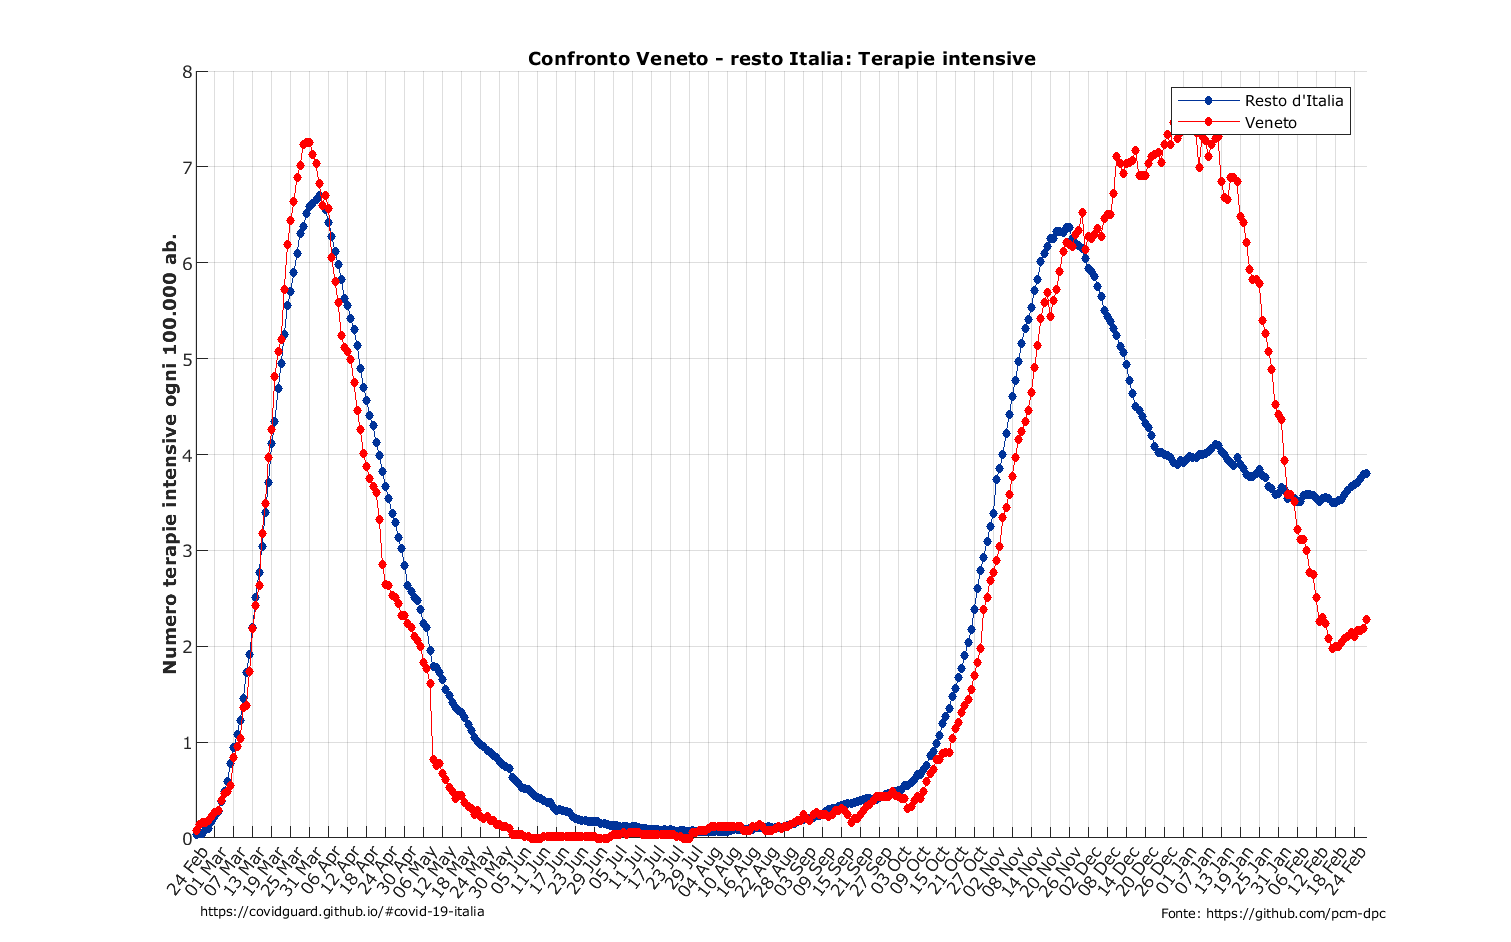 Confronto Veneto - resto Italia: Terapie intensive
Numero terapie intensive ogni 100.000 ab.
8
7
6
5
4
3
2
1
0
Resto d'Italia
Veneto
24 Feb
01 Mar
07 Mar
13 Mar
19 Mar
25 Mar
31 Mar
06 Apr
12 Apr
18 Apr
24 Apr
30 Apr
06 May
12 May
18 May
24 May
30 May
05 Jun
11 Jun
17 Jun
23 Jun
29 Jun
05 Jul
11 Jul
17 Jul
23 Jul
29 Jul
04 Aug
10 Aug
16 Aug
22 Aug
28 Aug
03 Sep
09 Sep
15 Sep
21 Sep
27 Sep
03 Oct
09 Oct
15 Oct
21 Oct
27 Oct
02 Nov
08 Nov
14 Nov
20 Nov
26 Nov
02 Dec
08 Dec
14 Dec
20 Dec
26 Dec
01 Jan
07 Jan
13 Jan
19 Jan
25 Jan
31 Jan
06 Feb
12 Feb
18 Feb
24 Feb
https://covidguard.github.io/#covid-19-italia
Fonte: https://github.com/pcm-dpc